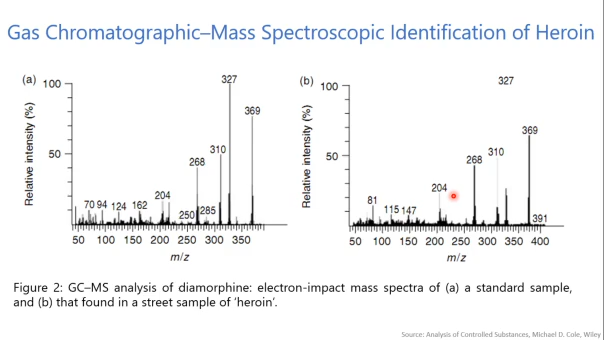 Gas Chromatographic–Mass Spectroscopic Identification of Heroin
(a)
Relative intensity (%)
100
50
70 94 124 162 204 250 268 285 310 327 369
50 100 150 200 250 300 350
m/z
(b)
Relative intensity (%)
100
50
81 115 147 204 268 310 327 369 391
50 100 150 200 250 300 350 400
m/z
Figure 2: GC–MS analysis of diamorphine: electron-impact mass spectra of (a) a standard sample,
and (b) that found in a street sample of ‘heroin’.
Source: Analysis of Controlled Substances, Michael D. Cole, Wiley